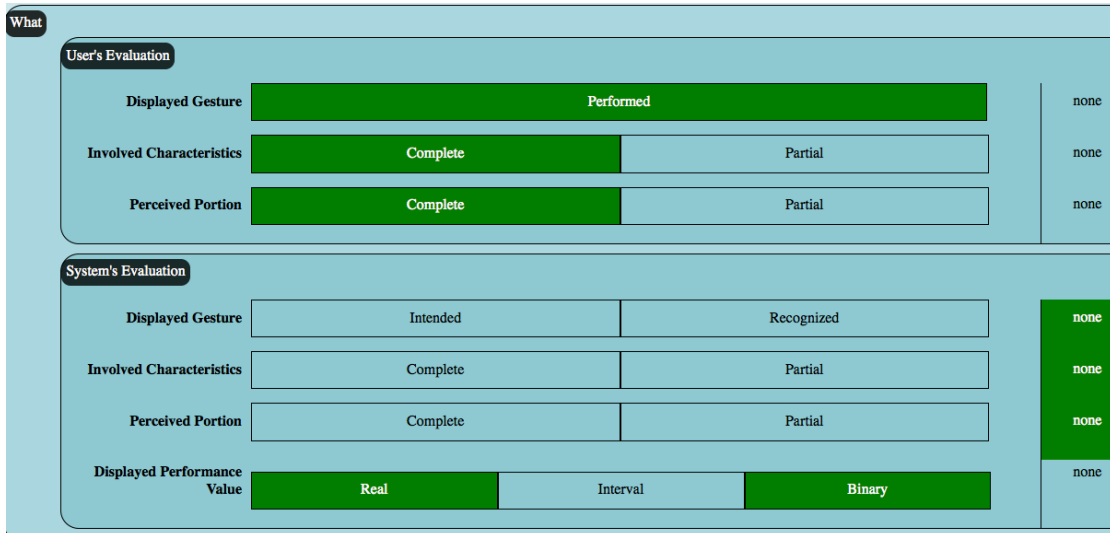 What
User's Evaluation
Displayed Gesture Performed none
Involved Characteristics Complete Partial none
Perceived Portion Complete Partial none
System's Evaluation
Displayed Gesture Intended Recognized none
Involved Characteristics Complete Partial none
Perceived Portion Complete Partial none
Displayed Performance
Value Real Interval Binary none